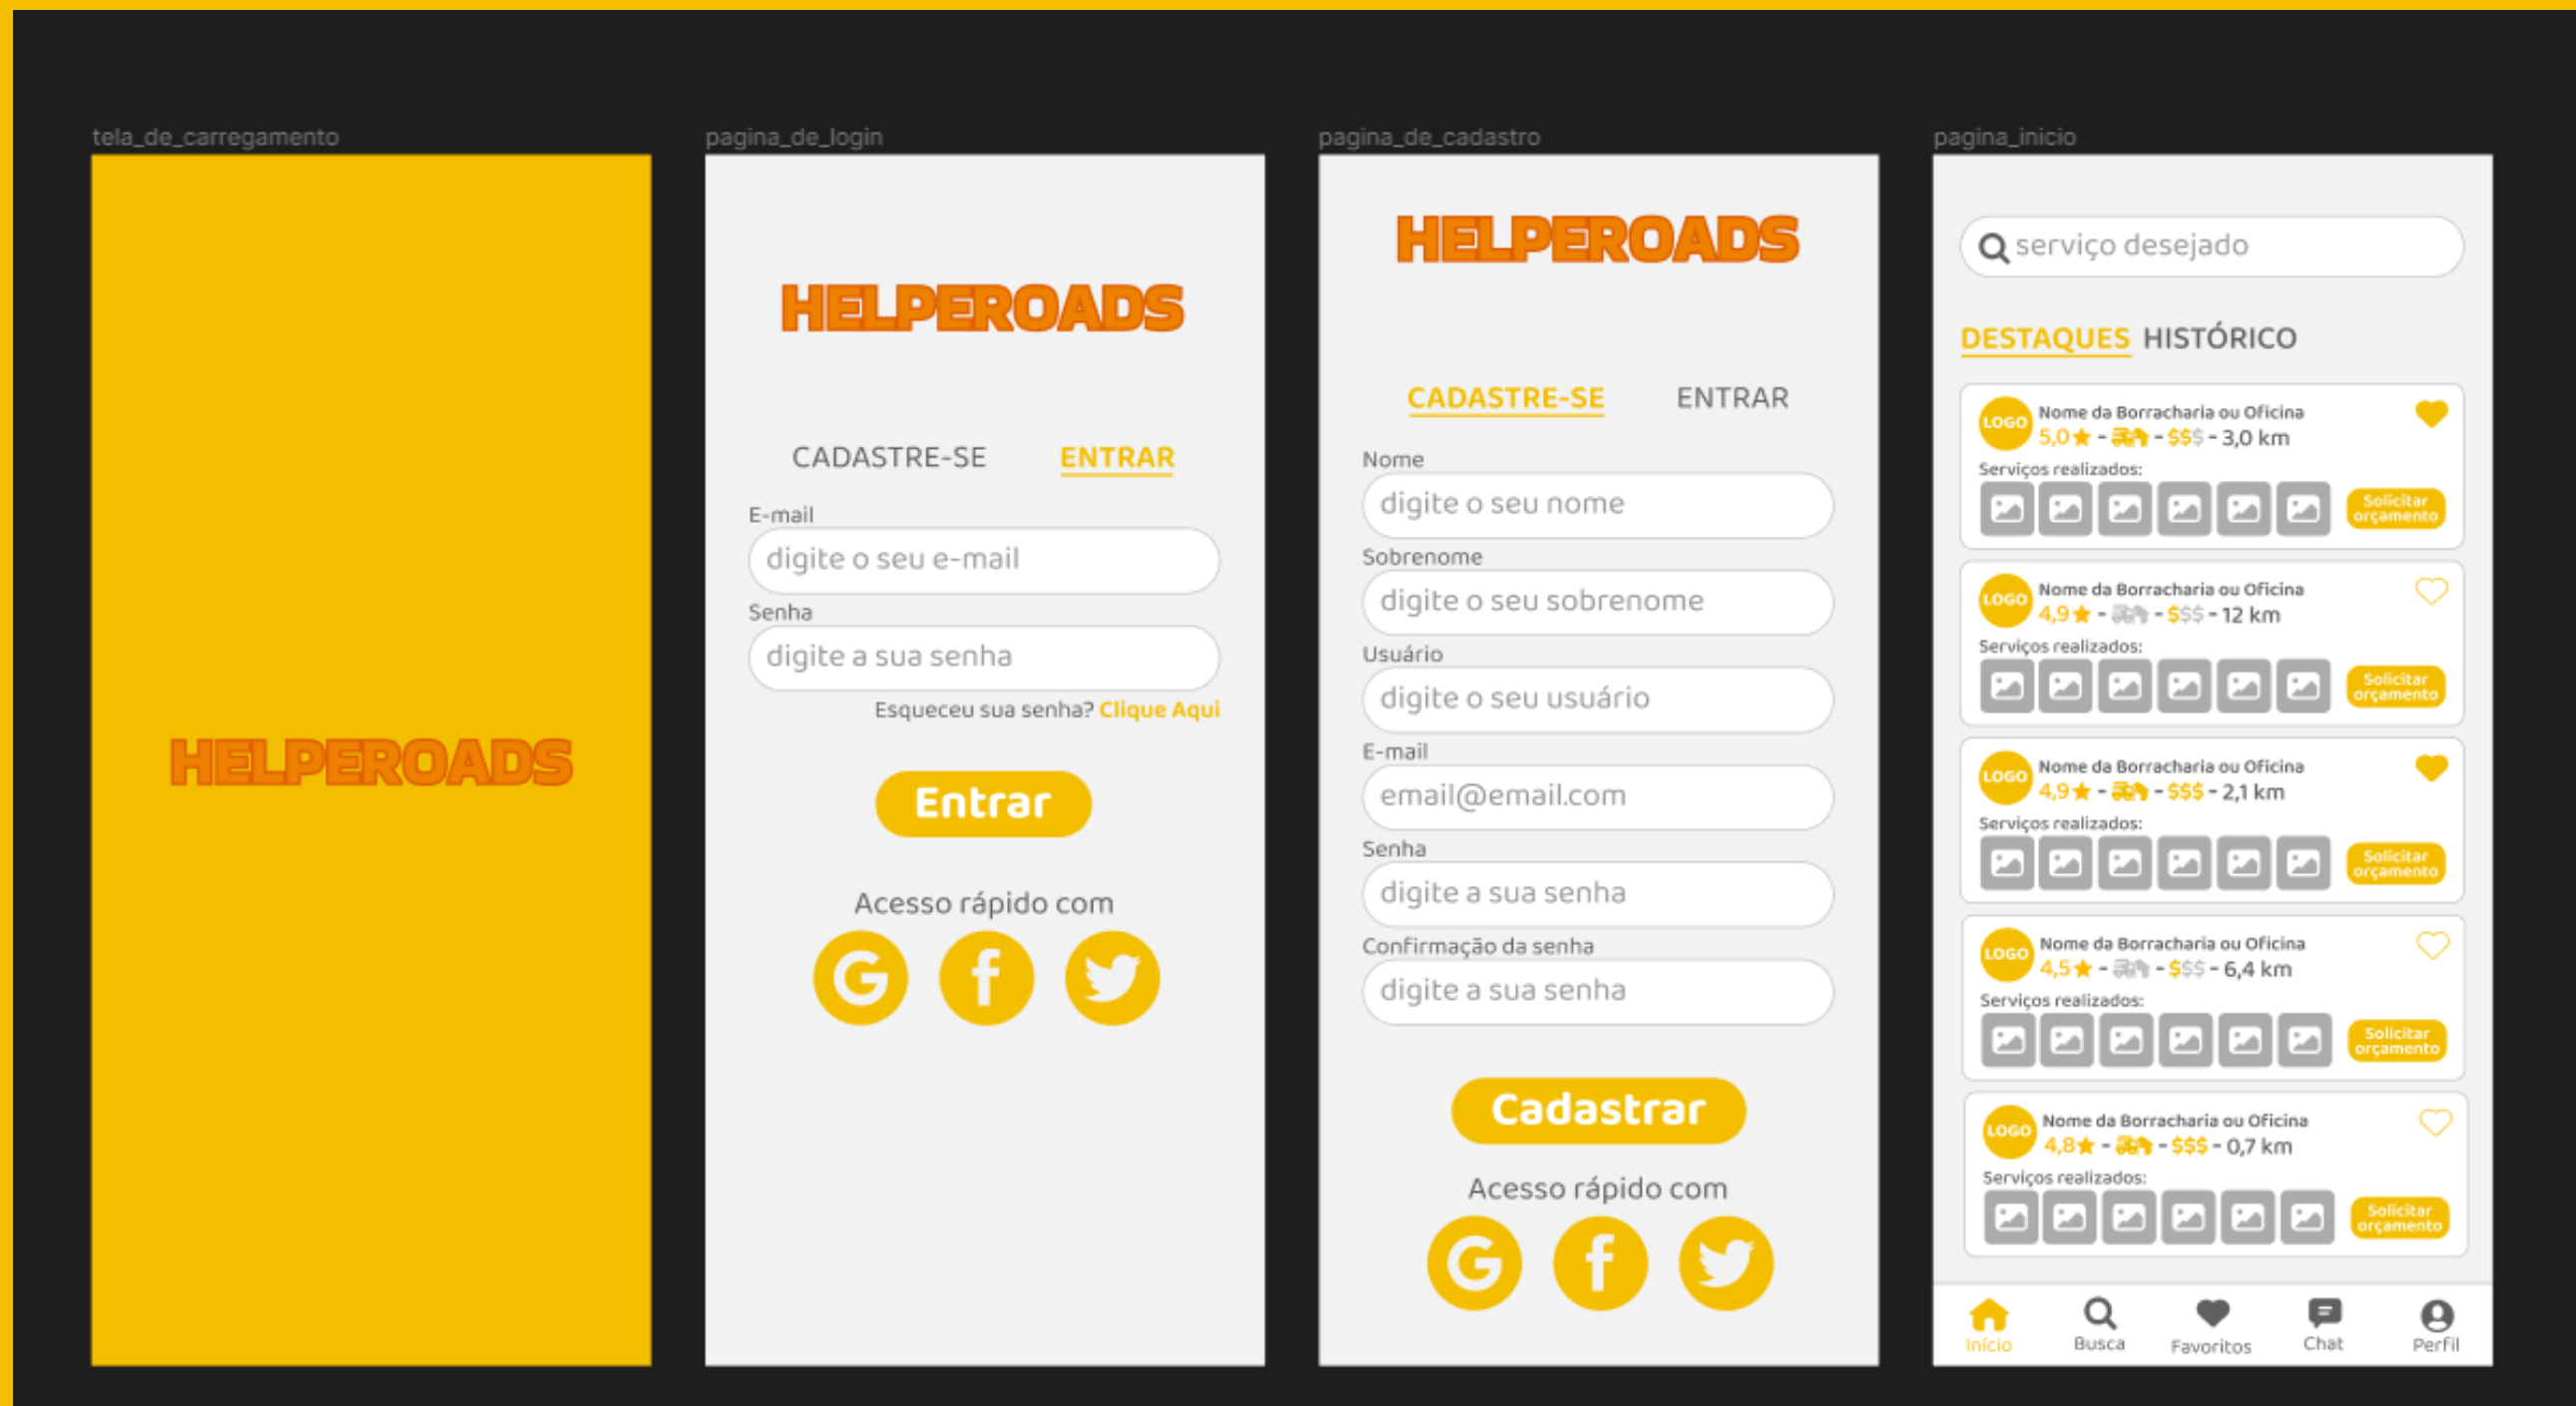 tela_de_carregamento
HELPEROADS
pagina_de_login
HELPEROADS
CADASTRE-SE ENTRAR
E-mail
digite o seu e-mail
Senha
digite a sua senha
Esqueceu sua senha? Clique Aqui
Entrar
Acesso rápido com
pagina_de_cadastro
HELPEROADS
CADASTRE-SE ENTRAR
Nome
digite o seu nome
Sobrenome
digite o seu sobrenome
Usuário
digite o seu usuário
E-mail
email@email.com
Senha
digite a sua senha
Confirmação da senha
digite a sua senha
Cadastrar
Acesso rápido com
pagina_inicio
serviço desejado
DESTAQUES HISTÓRICO
LOGO
Nome da Borracharia ou Oficina
5,0 - - $$$ - 3,0 km
Serviços realizados:
Solicitar
orçamento
LOGO
Nome da Borracharia ou Oficina
4,9 - - $$$ - 12 km
Serviços realizados:
Solicitar
orçamento
LOGO
Nome da Borracharia ou Oficina
4,9 - - $$$ - 2,1 km
Serviços realizados:
Solicitar
orçamento
LOGO
Nome da Borracharia ou Oficina
4,5 - - $$$ - 6,4 km
Serviços realizados:
Solicitar
orçamento
LOGO
Nome da Borracharia ou Oficina
4,8 - - $$$ - 0,7 km
Serviços realizados:
Solicitar
orçamento
Início Busca Favoritos Chat Perfil